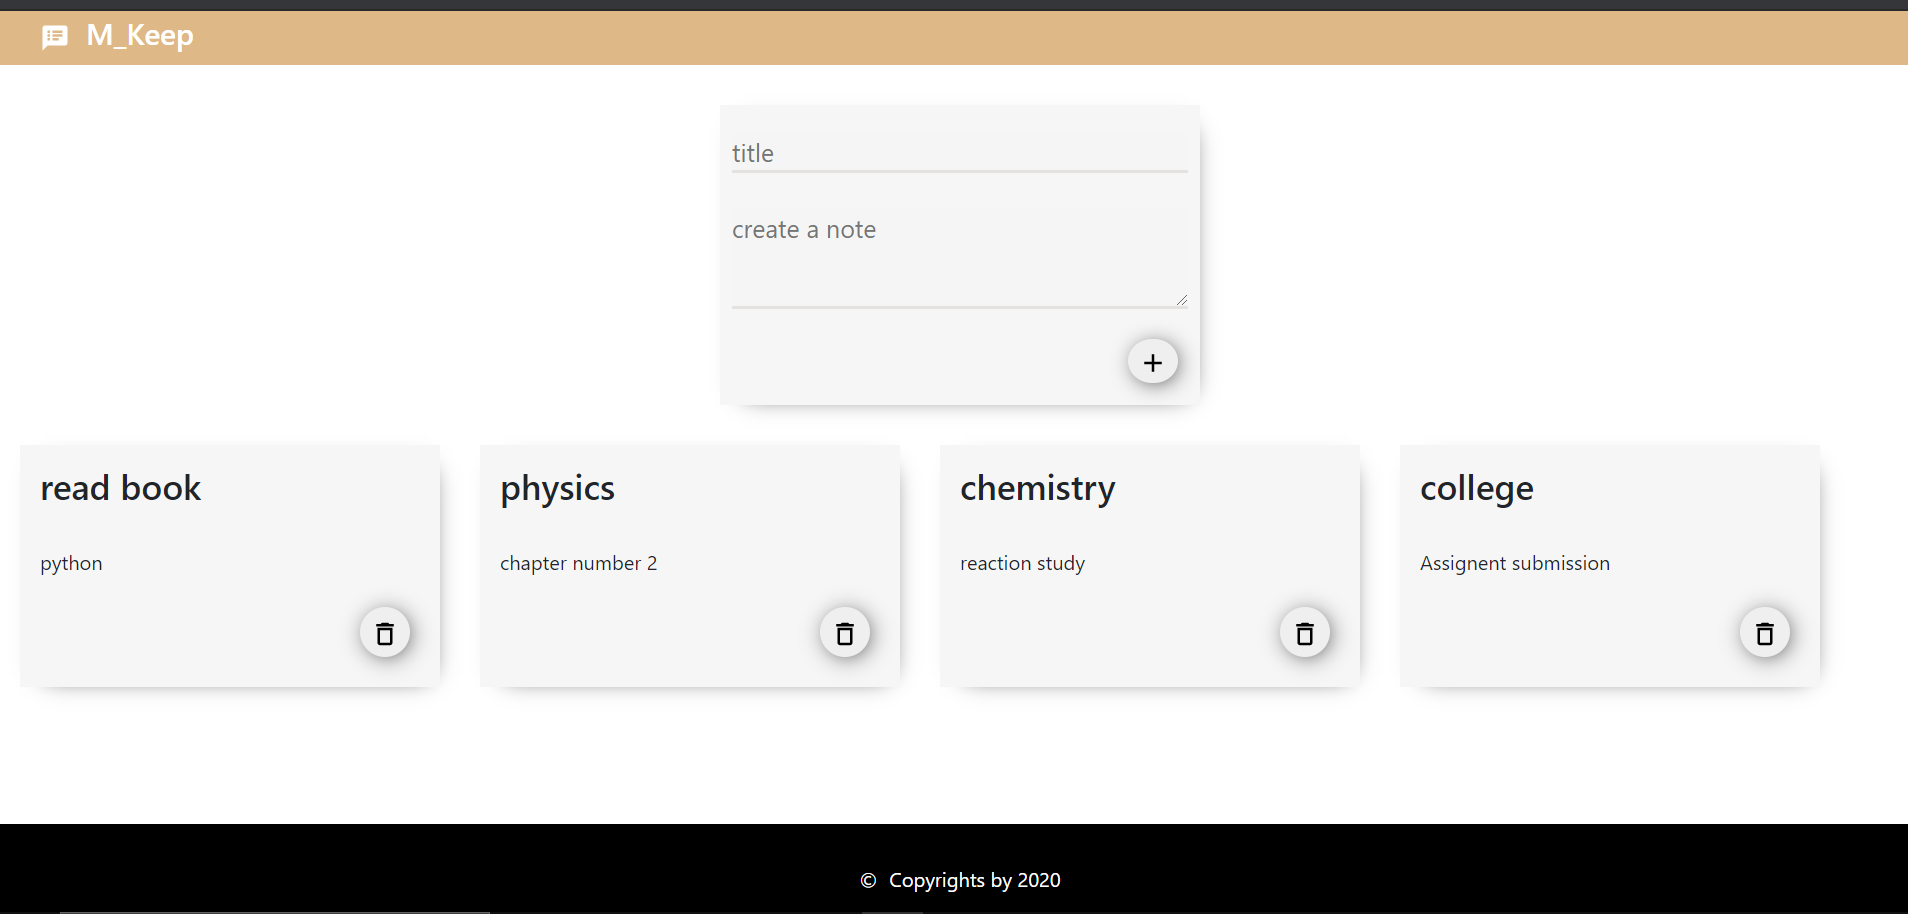 M_Keep
title
create a note
read book
python
physics
chapter number 2
chemistry
reaction study
college
Assignent submission
© Copyrights by 2020